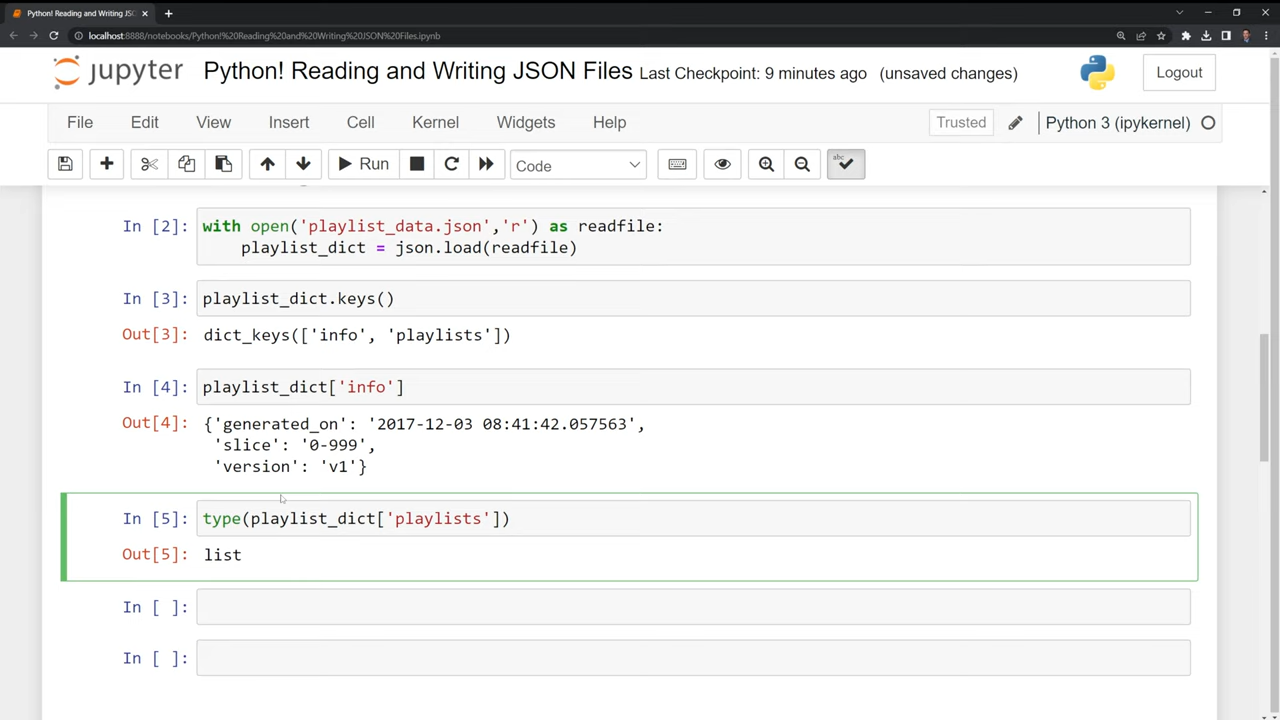 Python! Reading and Writing JSON
localhost:8888/notebooks/Python!%20Reading%20and%20Writing%20JSON%20Files.ipynb
jupyter Python! Reading and Writing JSON Files Last Checkpoint: 9 minutes ago (unsaved changes) Logout
File Edit View Insert Cell Kernel Widgets Help Trusted Python 3 (ipykernel)
Run Code abc
In [2]: with open('playlist_data.json','r') as readfile:
playlist_dict = json.load(readfile)
In [3]: playlist_dict.keys()
Out[3]: dict_keys(['info', 'playlists'])
In [4]: playlist_dict['info']
Out[4]: {'generated_on': '2017-12-03 08:41:42.057563',
'slice': '0-999',
'version': 'v1'}
In [5]: type(playlist_dict['playlists'])
Out[5]: list
In [ ]:
In [ ]: